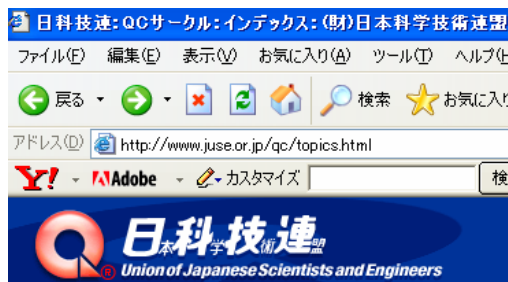 日科技連:QCサークル:インデックス:(財)日本科学技術連盟
ファイル(F) 編集(E) 表示(V) お気に入り(A) ツール(T) ヘルプ(H
戻る 検索 お気に入り
アドレス(D) http://www.juse.or.jp/qc/topics.html
Y! Adobe カスタマイズ 検
Q 日本科学技術連盟
®
Union of Japanese Scientists and Engineers